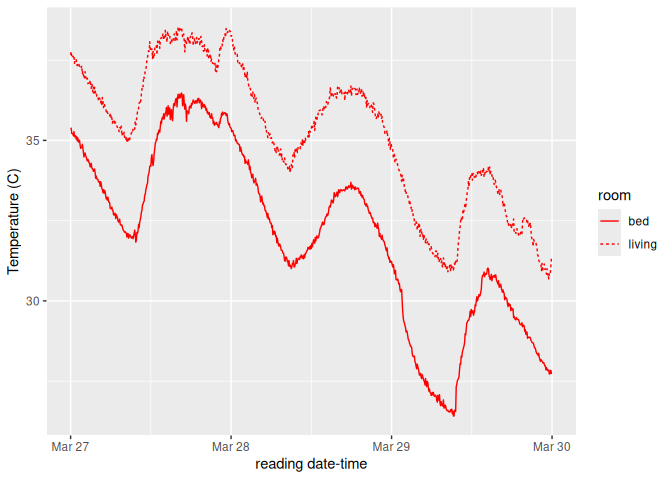 Temperature (C)
35
30
Mar 27
Mar 28
Mar 29
Mar 30
reading date-time
room
bed
living